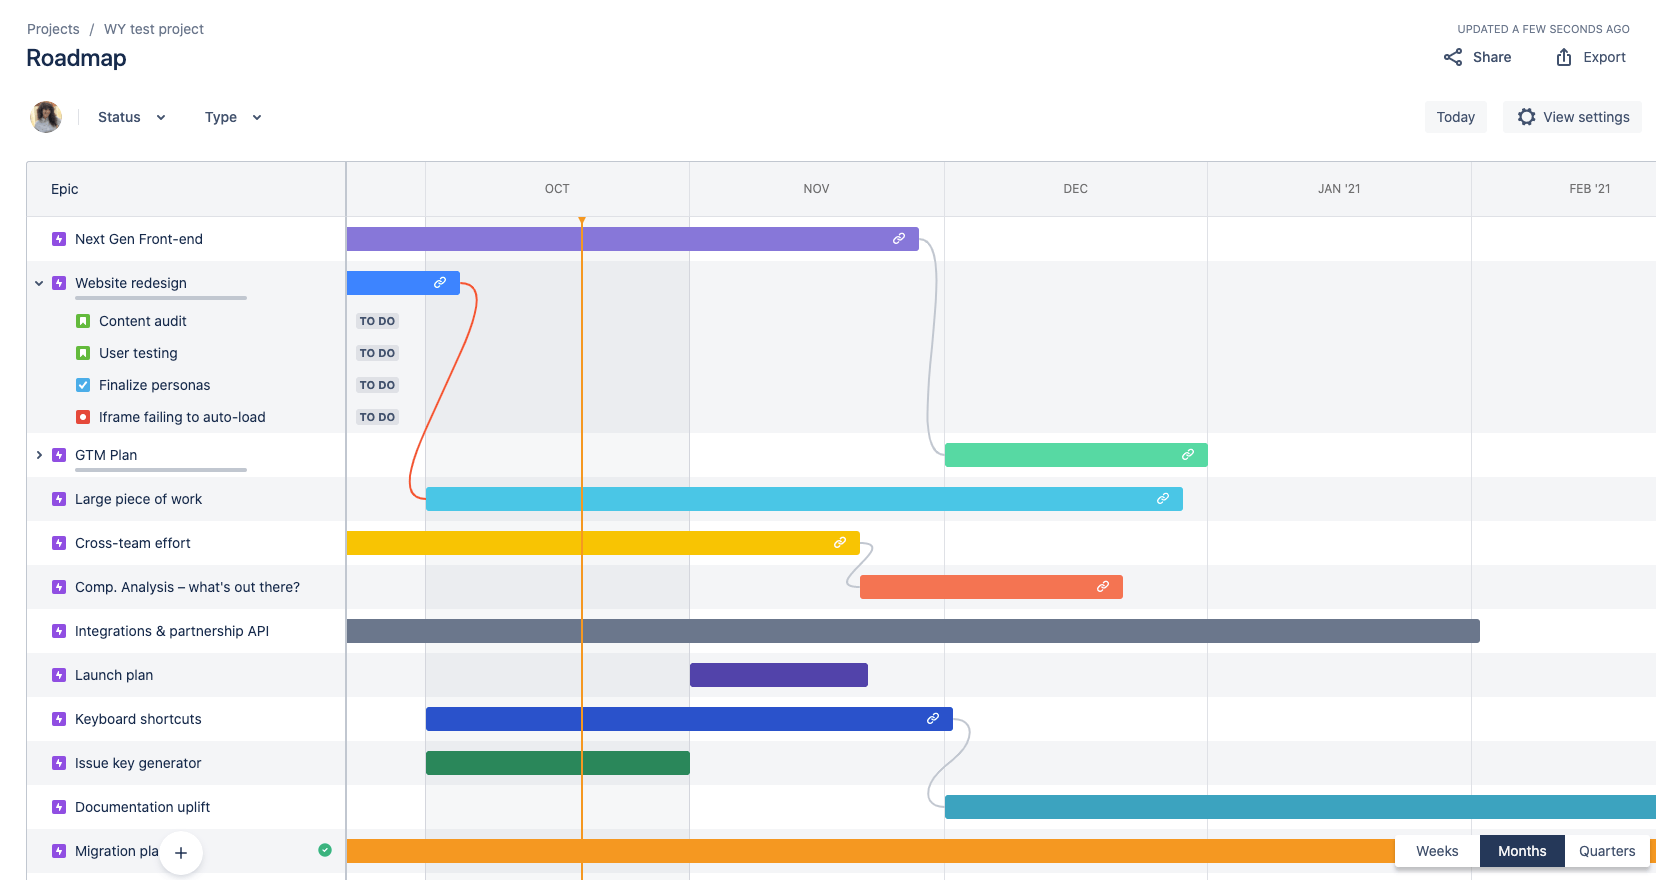 Projects / WY test project
UPDATED A FEW SECONDS AGO
Roadmap
Share
Export
Status
Type
Today
View settings
Epic
OCT
NOV
DEC
JAN '21
FEB '21
Next Gen Front-end
Website redesign
Content audit
TO DO
User testing
TO DO
Finalize personas
TO DO
Iframe failing to auto-load
TO DO
GTM Plan
Large piece of work
Cross-team effort
Comp. Analysis – what's out there?
Integrations & partnership API
Launch plan
Keyboard shortcuts
Issue key generator
Documentation uplift
Migration pla
Weeks
Months
Quarters